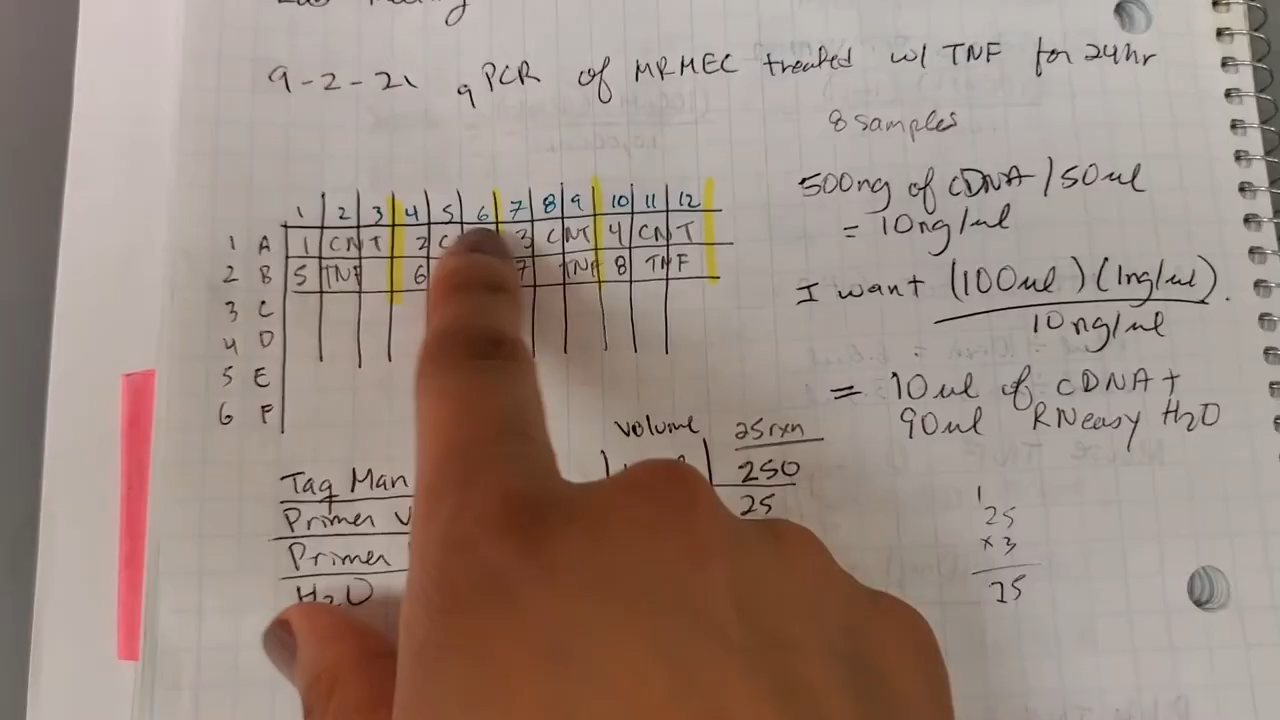 Lab
9-2-21 qPCR of MRMEC treated w/ TNF for 24hr
8 samples
500ng of cDNA / 50ul
= 10ng/ul
I want (100ul)(1ng/ul).
10ng/ul
= 10ul of cDNA +
90ul RNeasy H2O
1 2 3 4 5 6 7 8 9 10 11 12
1 A 1 CNT 2 C 3 CNT 4 CNT
2 B 5 TNF 6 7 TNF 8 TNF
3 C
4 D
5 E
6 F
volume 25rxn
Taq Man 250
Primer 25
Primer
H2O
1
25
x 3
75